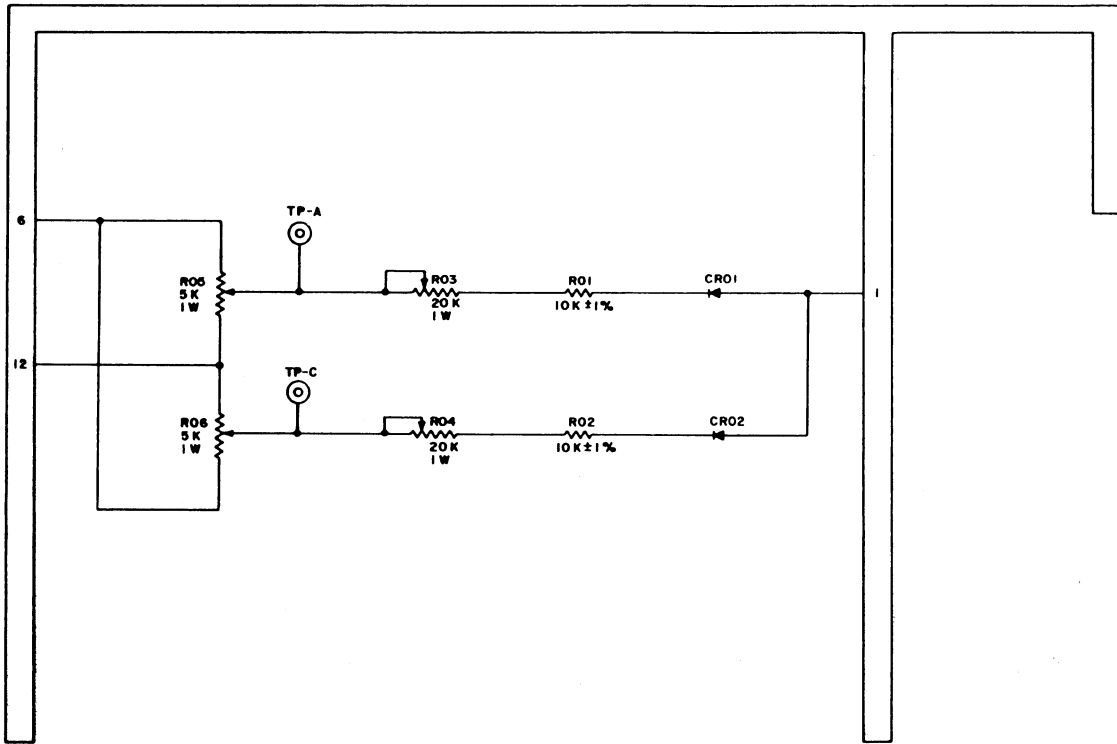 6
TP-A
R05
5K
1W
R03
20K
1W
R01
10K ± 1%
CR01
1
12
TP-C
R06
5K
1W
R04
20K
1W
R02
10K ± 1%
CR02